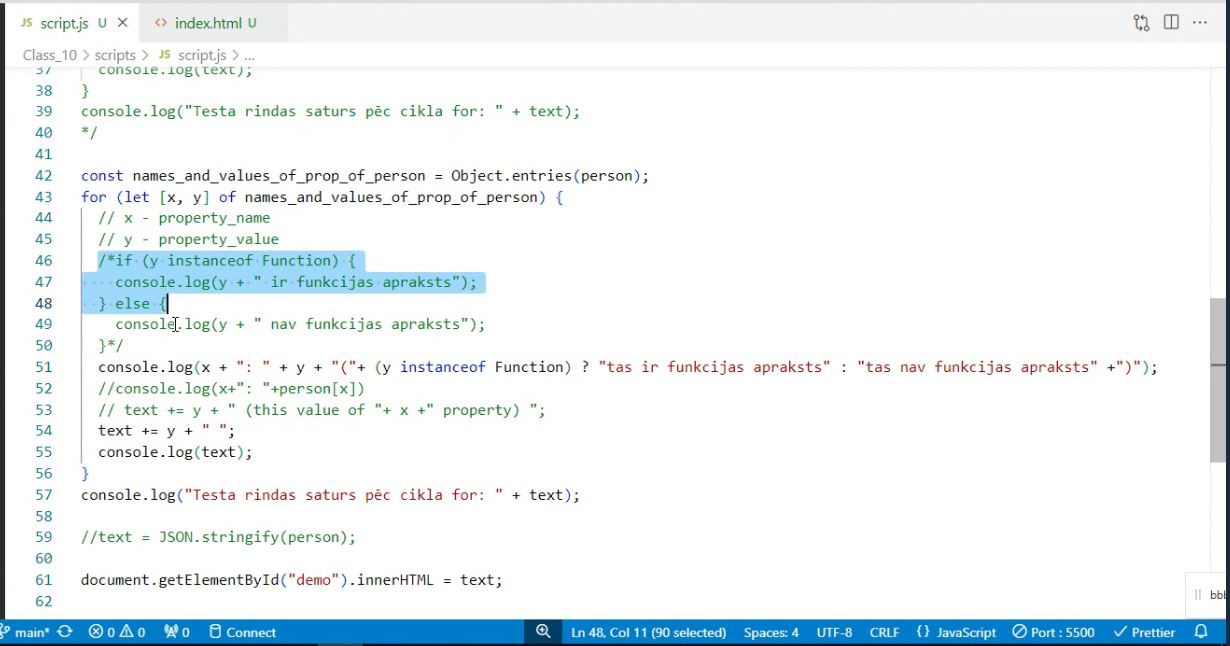 JS script.js U × <> index.html U ...
Class_10 > scripts > JS script.js > ...
37 console.log(text);
38 }
39 console.log("Testa rindas saturs pēc cikla for: " + text);
40 */
41
42 const names_and_values_of_prop_of_person = Object.entries(person);
43 for (let [x, y] of names_and_values_of_prop_of_person) {
44 // x - property_name
45 // y - property_value
46 /*if (y instanceof Function) {
47 console.log(y + " ir funkcijas apraksts");
48 } else {
49 console.log(y + " nav funkcijas apraksts");
50 }*/
51 console.log(x + ": " + y + "("+ (y instanceof Function) ? "tas ir funkcijas apraksts" : "tas nav funkcijas apraksts" +")");
52 //console.log(x+": "+person[x])
53 // text += y + " (this value of "+ x +" property) ";
54 text += y + " ";
55 console.log(text);
56 }
57 console.log("Testa rindas saturs pēc cikla for: " + text);
58
59 //text = JSON.stringify(person);
60
61 document.getElementById("demo").innerHTML = text;
62
bbb
main* 0 0 0 Connect Ln 48, Col 11 (90 selected) Spaces: 4 UTF-8 CRLF {} JavaScript Port : 5500 Prettier